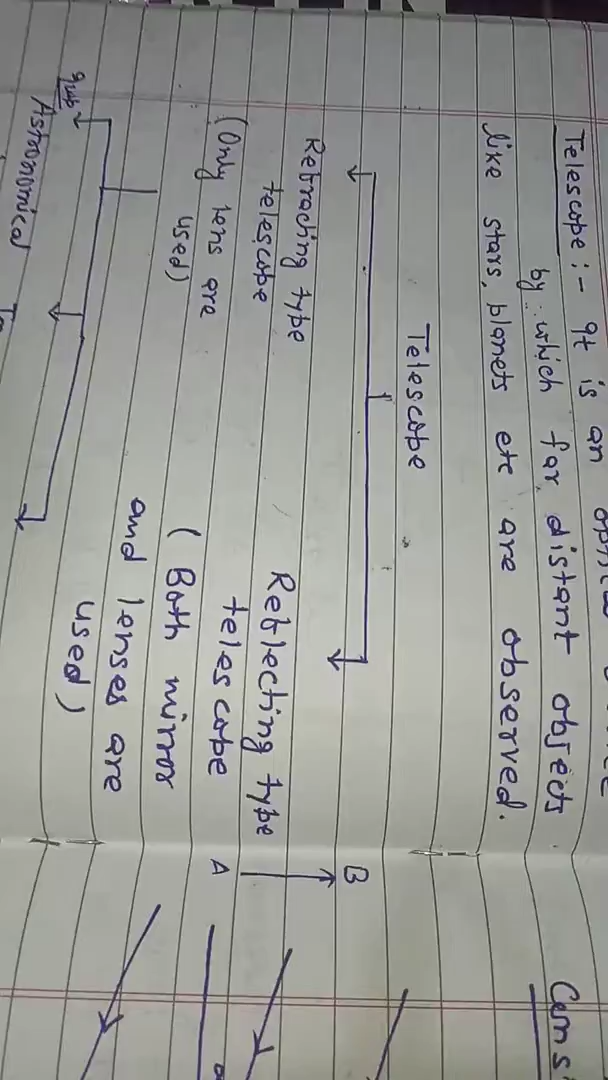 Telescope :- It is an
by which far distant objects
like stars, planets etc are observed.
Telescope
Refracting type
telescope
(Only lens are
used)
Reflecting type
telescope
(Both mirror
and lenses are
used)
Astronomical
B
A